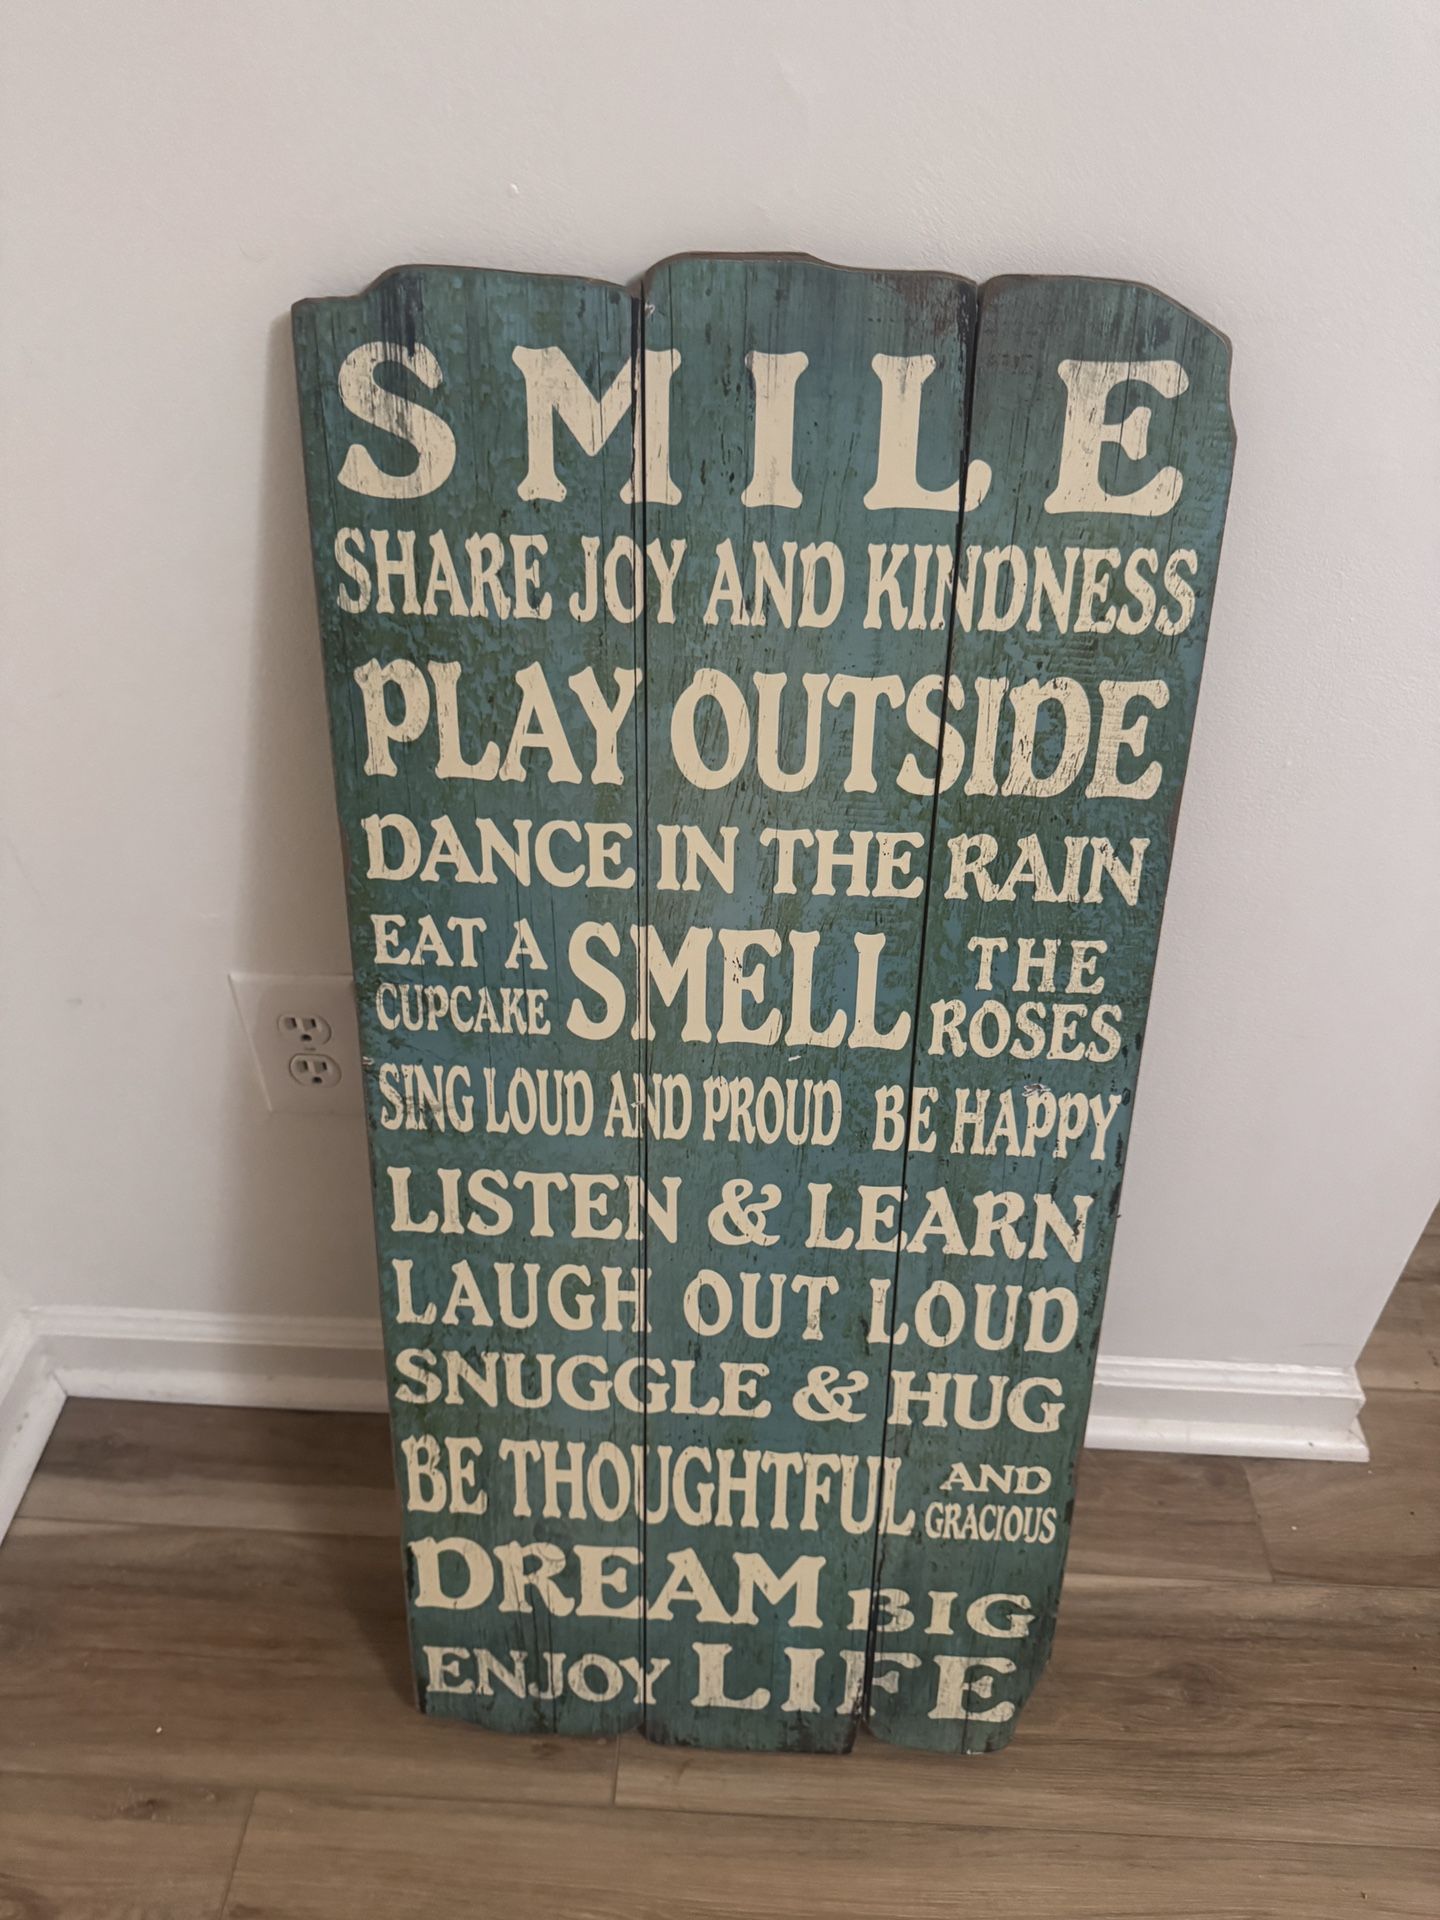 SMILE
SHARE JOY AND KINDNESS
PLAY OUTSIDE
DANCE IN THE RAIN
EAT A
CUPCAKE
SMELL
THE
ROSES
SING LOUD AND PROUD BE HAPPY
LISTEN & LEARN
LAUGH OUT LOUD
SNUGGLE & HUG
BE THOUGHTFUL
AND
GRACIOUS
DREAM BIG
ENJOY LIFE